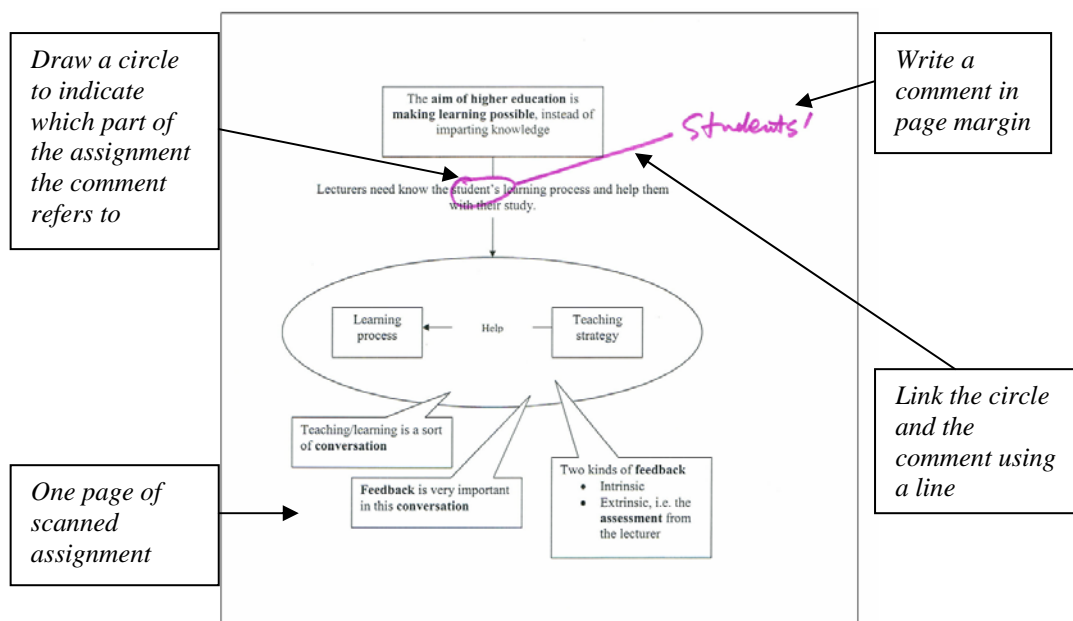 Draw a circle
to indicate
which part of
the assignment
the comment
refers to
The aim of higher education is
making learning possible, instead of
imparting knowledge
Students'
Write a
comment in
page margin
Lecturers need know the student's learning process and help them
with their study.
Learning
process
Help
Teaching
strategy
Teaching/learning is a sort
of conversation
Feedback is very important
in this conversation
Two kinds of feedback
• Intrinsic
• Extrinsic, i.e. the
assessment from
the lecturer
Link the circle
and the
comment using
a line
One page of
scanned
assignment